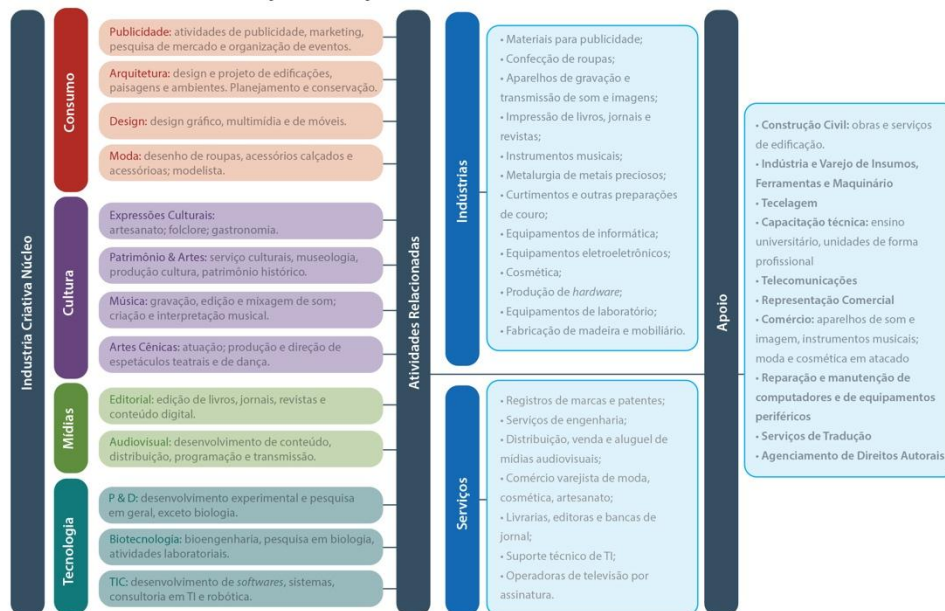 Industria Criativa Núcleo
Consumo
Publicidade: atividades de publicidade, marketing,
pesquisa de mercado e organização de eventos.
Arquitetura: design e projeto de edificações,
paisagens e ambientes. Planejamento e conservação.
Design: design gráfico, multimídia e de móveis.
Moda: desenho de roupas, acessórios calçados e
acessórioas; modelista.
Cultura
Expressões Culturais:
artesanato; folclore; gastronomia.
Património & Artes: serviço culturais, museologia,
produção cultura, patrimônio histórico.
Música: gravação, edição e mixagem de som;
criação e interpretação musical.
Artes Cênicas: atuação; produção e direção de
espetáculos teatrais e de dança.
Mídias
Editorial: edição de livros, jornais, revistas e
conteúdo digital.
Audiovisual: desenvolvimento de conteúdo,
distribuição, programação e transmissão.
Tecnologia
P & D: desenvolvimento experimental e pesquisa
em geral, exceto biologia.
Biotecnologia: bioengenharia, pesquisa em biologia,
atividades laboratoriais.
TIC: desenvolvimento de softwares, sistemas,
consultoria em TI e robótica.
Atividades Relacionadas
Indústrias
• Materiais para publicidade;
• Confecção de roupas;
• Aparelhos de gravação e
transmissão de som e imagens;
• Impressão de livros, jornais e
revistas;
• Instrumentos musicais;
• Metalurgia de metais preciosos;
• Curtimentos e outras preparações
de couro;
• Equipamentos de informática;
• Equipamentos eletroeletrônicos;
• Cosmética;
• Produção de hardware;
• Equipamentos de laboratório;
• Fabricação de madeira e mobiliário.
Serviços
• Registros de marcas e patentes;
• Serviços de engenharia;
• Distribuição, venda e aluguel de
mídias audiovisuais;
• Comércio varejista de moda,
cosmética, artesanato;
• Livrarias, editoras e bancas de
jornal;
• Suporte técnico de TI;
• Operadoras de televisão por
assinatura.
Apoio
• Construção Civil: obras e serviços
de edificação.
• Indústria e Varejo de Insumos,
Ferramentas e Maquinário
• Tecelagem
• Capacitação técnica: ensino
universitário, unidades de forma
profissional
• Telecomunicações
• Representação Comercial
• Comércio: aparelhos de som e
imagem, instrumentos musicais;
moda e cosmética em atacado
• Reparação e manutenção de
computadores e de equipamentos
periféricos
• Serviços de Tradução
• Agenciamento de Direitos Autorais